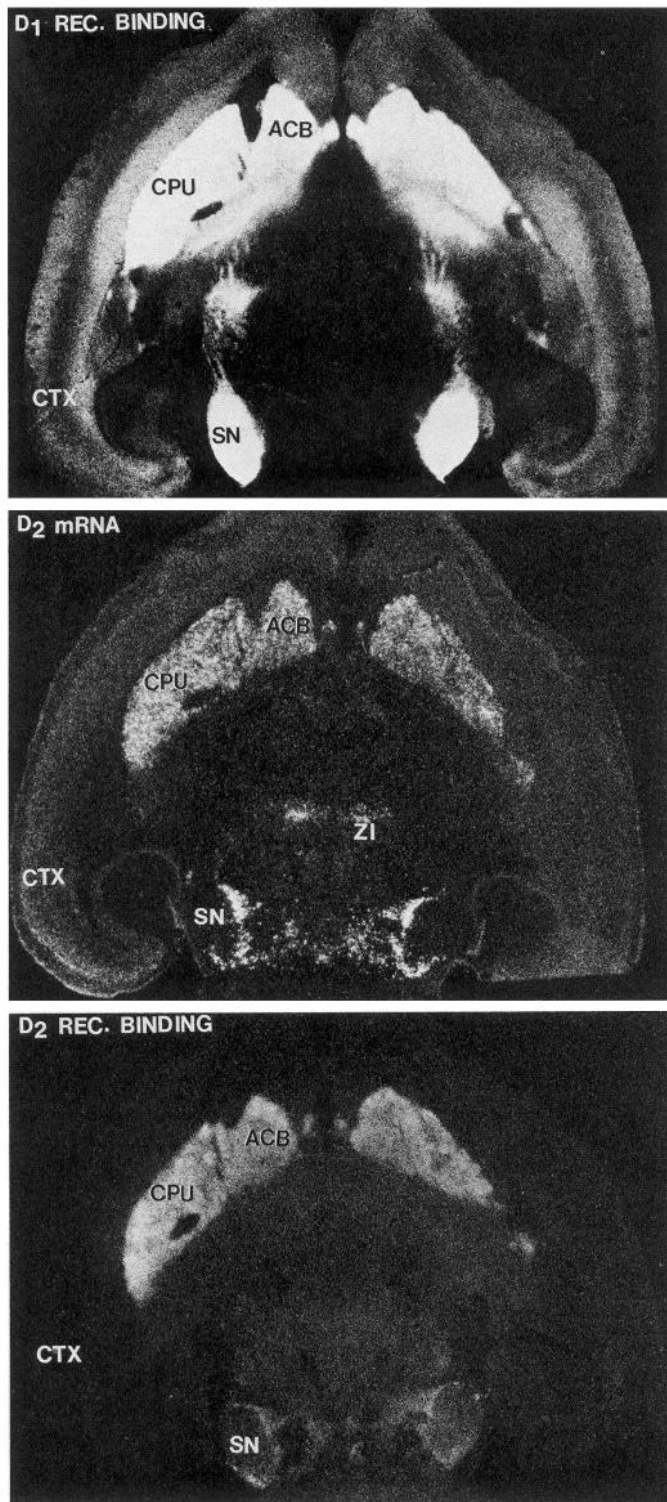 D1 REC. BINDING
ACB
CPU
CTX
SN
D2 mRNA
ACB
CPU
ZI
CTX
SN
D2 REC. BINDING
ACB
CPU
CTX
SN